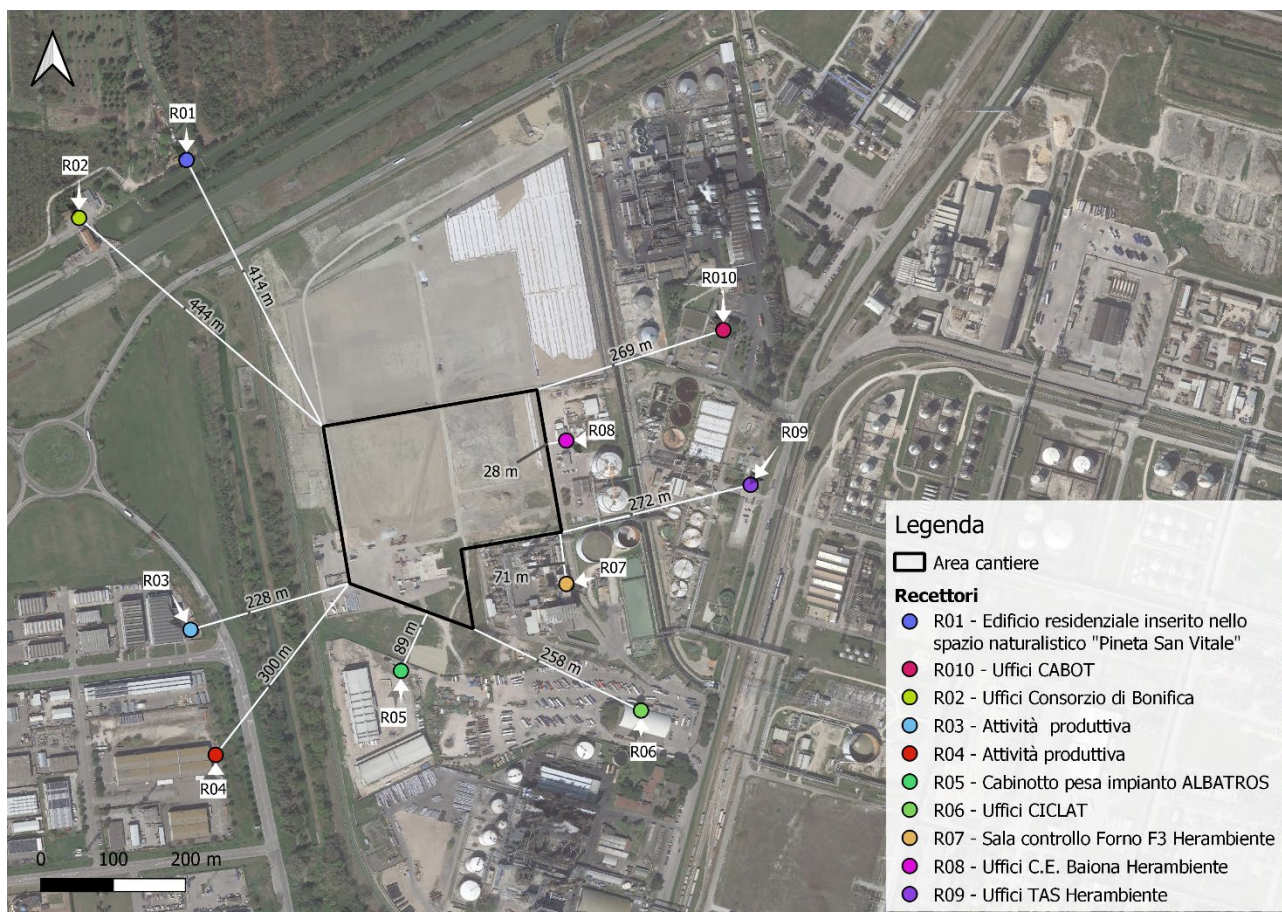 R01
R02
414 m
444 m
R010
269 m
R08
28 m
R09
272 m
R03
228 m
71 m
R07
300 m
89 m
258 m
R05
R06
R04
0 100 200 m
Legenda
Area cantiere
Recettori
R01 - Edificio residenziale inserito nello
spazio naturalistico "Pineta San Vitale"
R010 - Uffici CABOT
R02 - Uffici Consorzio di Bonifica
R03 - Attività produttiva
R04 - Attività produttiva
R05 - Cabinotto pesa impianto ALBATROS
R06 - Uffici CICLAT
R07 - Sala controllo Forno F3 Herambiente
R08 - Uffici C.E. Baiona Herambiente
R09 - Uffici TAS Herambiente